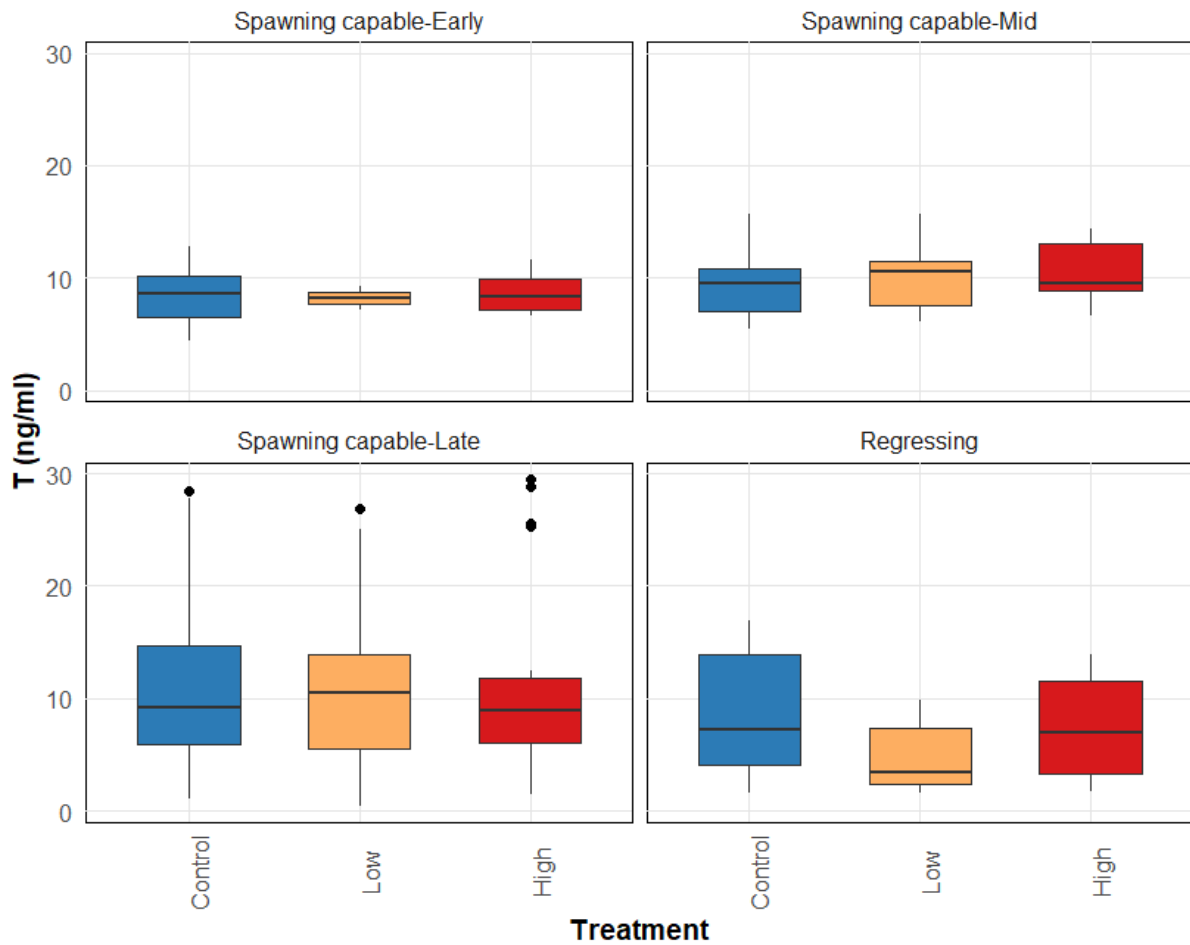 Spawning capable-Early
Spawning capable-Mid
30
20
10
0
Spawning capable-Late
Regressing
30
20
10
0
T (ng/ml)
Control
Low
High
Control
Low
High
Treatment